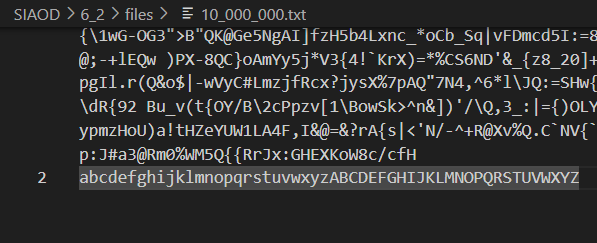 SIAOD > 6_2 > files > 10_000_000.txt
{\1wG-OG3">B"QK@Ge5NgAI]fzH5b4Lxnc_*oCb_Sq|vFDmcd5I:=8
@;-+lEQw )PX-8QC}oAmYy5j*V3{4!`KrX)=*%CS6ND'&_{z8_20]+
pgIl.r(Q&o$|-wVyC#LmzjfRcx?jysX%7pAQ"7N4,^6*l\JQ:=SHw{
\dR{92 Bu_v(t{OY/B\2cPpzv[1\BowSk>^n&])'/\Q,3_:|={)OLY
ypmzHoU)a!tHZeYUW1LA4F,I&@=&?rA{s|<'N/-^+R@Xv%Q.C`NV{`
p:J#a3@Rm0%WM5Q{{RrJx:GHEXKoW8c/cfH
2 abcdefghijklmnopqrstuvwxyzABCDEFGHIJKLMNOPQRSTUVWXYZ